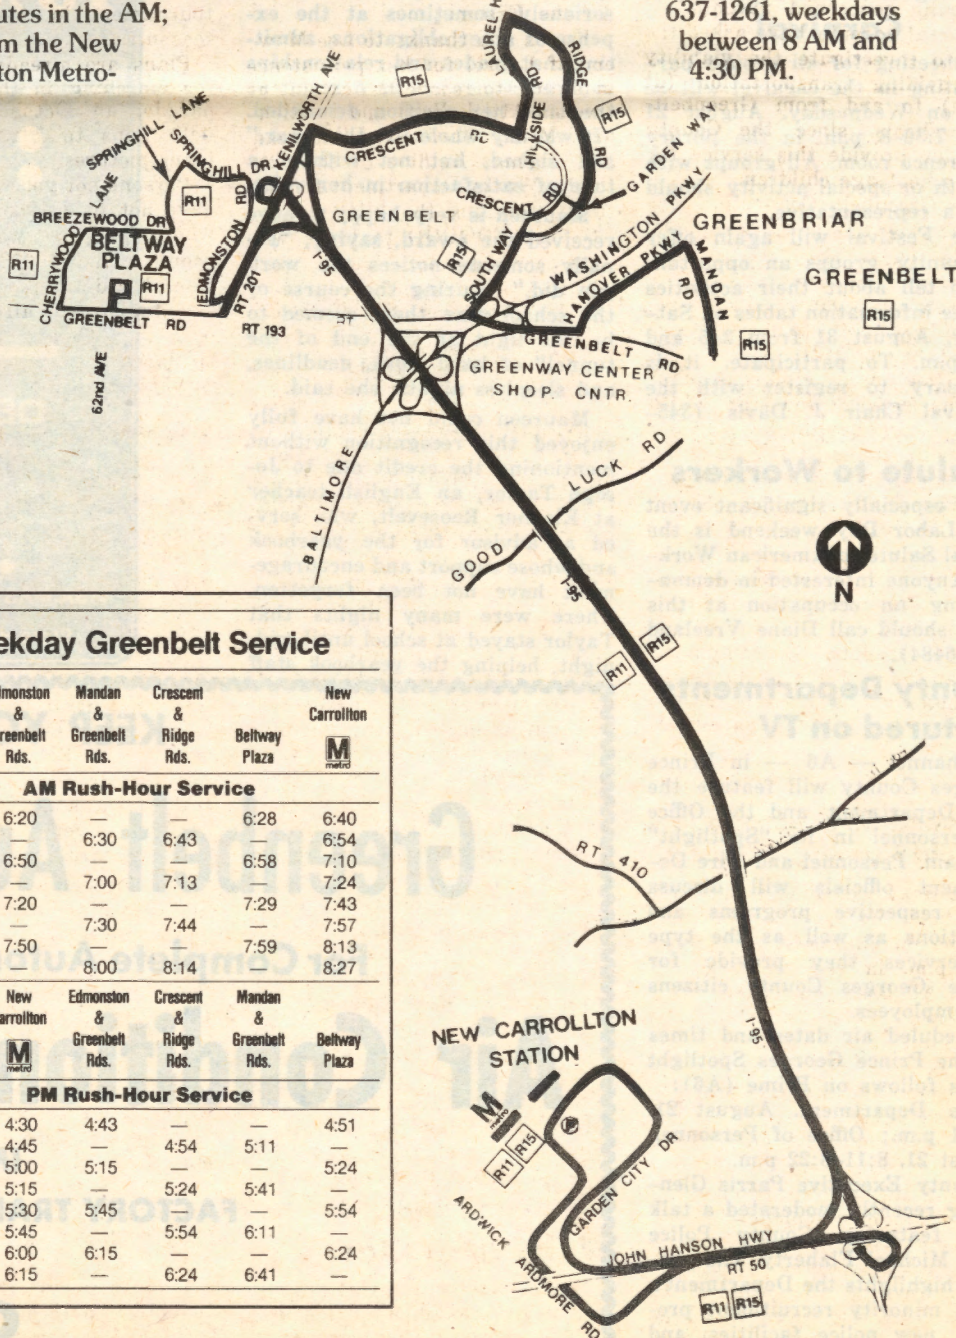 utes in the AM;
m the New
ton Metro-
637-1261, weekdays
between 8 AM and
4:30 PM.
LAUREL H
RD
RIDGE
RD
HILLSIDE
R15
R15
KENILWORTH AVE
CRESCENT RD
SPRINGHILL LANE
SPRINGHILL DR
R11
GARDEN WAY
CRESCENT RD
GREENBELT
LANE
BREEZEWOOD DR
EDMONSTON RD
WASHINGTON PKWY
GREENBRIAR
BELTWAY
PLAZA
R11
R11
CHERRYWOOD
R15
SOUTH WAY
HANOVER PKWY
MANDAN
RD
GREENBELT
R15
I-95
RT 201
GREENBELT RD
RT 193
62nd AVE
GREENBELT RD
R15
GREENWAY CENTER
SHOP. CNTR.
BALTIMORE
GOOD LUCK RD
N
I-95
R11 R15
ekday Greenbelt Service
dmonston & reenbelt Rds. Mandan & Greenbelt Rds. Crescent & Ridge Rds. Beltway Plaza New Carrollton M metro
AM Rush-Hour Service
6:20 — — 6:28 6:40
— 6:30 6:43 — 6:54
6:50 — — 6:58 7:10
— 7:00 7:13 — 7:24
7:20 — — 7:29 7:43
— 7:30 7:44 — 7:57
7:50 — — 7:59 8:13
— 8:00 8:14 — 8:27
New arrollton M metro Edmonston & Greenbelt Rds. Crescent & Ridge Rds. Mandan & Greenbelt Rds. Beltway Plaza
PM Rush-Hour Service
4:30 4:43 — — 4:51
4:45 — 4:54 5:11 —
5:00 5:15 — — 5:24
5:15 — 5:24 5:41 —
5:30 5:45 — — 5:54
5:45 — 5:54 6:11 —
6:00 6:15 — — 6:24
6:15 — 6:24 6:41 —
RT 410
I-95
NEW CARROLLTON
STATION
M metro
R11 R15
GARDEN CITY DR
ARDWICK
ARDMORE RD
JOHN HANSON HWY
RT 50
R11 R15